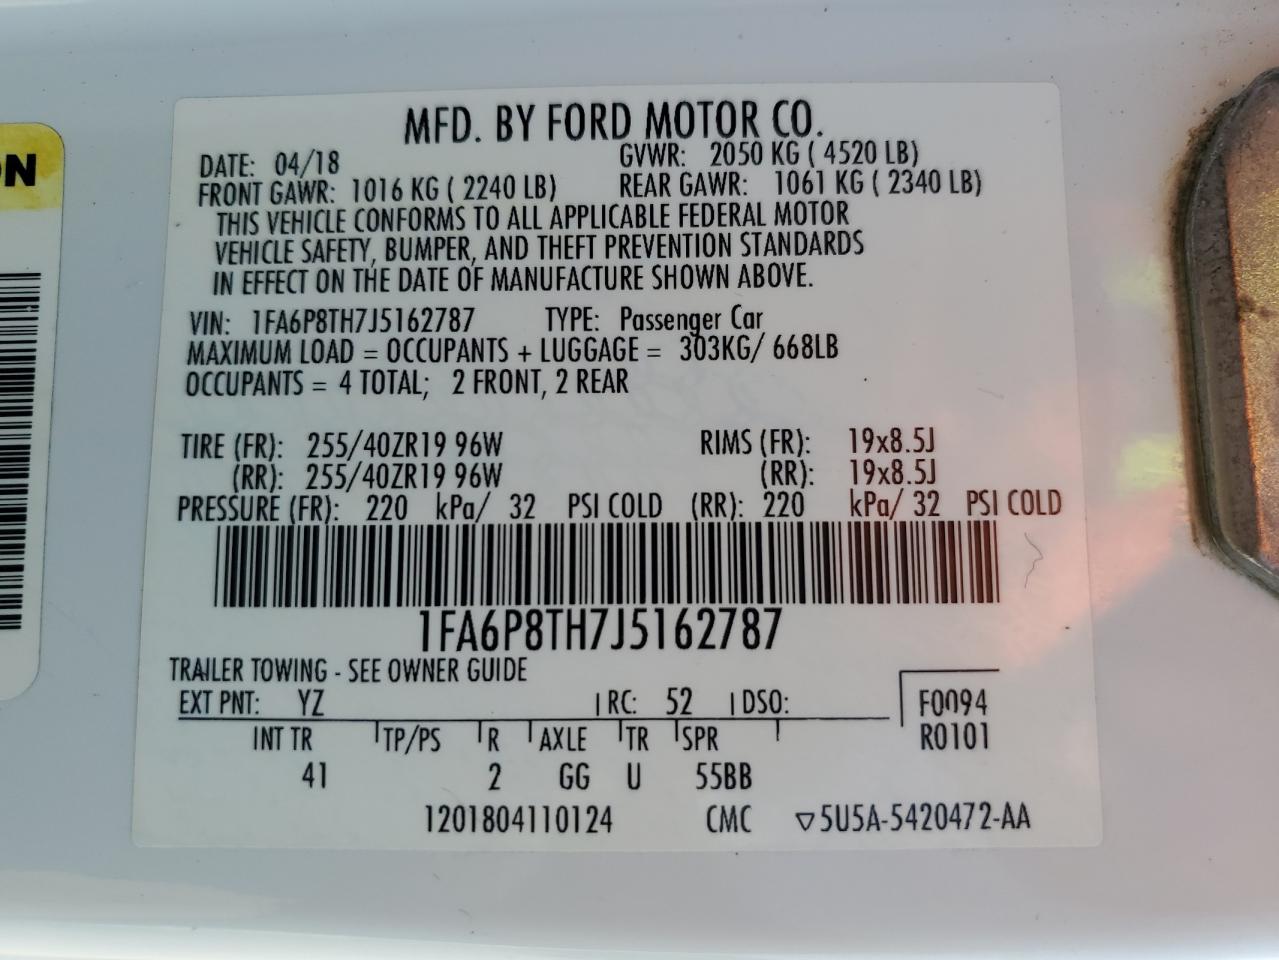 ON
MFD. BY FORD MOTOR CO.
DATE: 04/18 GVWR: 2050 KG ( 4520 LB)
FRONT GAWR: 1016 KG ( 2240 LB) REAR GAWR: 1061 KG ( 2340 LB)
THIS VEHICLE CONFORMS TO ALL APPLICABLE FEDERAL MOTOR
VEHICLE SAFETY, BUMPER, AND THEFT PREVENTION STANDARDS
IN EFFECT ON THE DATE OF MANUFACTURE SHOWN ABOVE.
VIN: 1FA6P8TH7J5162787 TYPE: Passenger Car
MAXIMUM LOAD = OCCUPANTS + LUGGAGE = 303KG/ 668LB
OCCUPANTS = 4 TOTAL; 2 FRONT, 2 REAR
TIRE (FR): 255/40ZR19 96W RIMS (FR): 19x8.5J
(RR): 255/40ZR19 96W (RR): 19x8.5J
PRESSURE (FR): 220 kPa/ 32 PSI COLD (RR): 220 kPa/ 32 PSI COLD
1FA6P8TH7J5162787
TRAILER TOWING - SEE OWNER GUIDE
EXT PNT: YZ RC: 52 DSO: F0094
INT TR TP/PS R AXLE TR SPR R0101
41 2 GG U 55BB
1201804110124 CMC ▽5U5A-5420472-AA